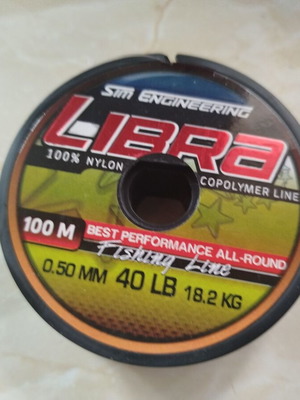 STM ENGINEERING
LIBRA
100% NYLON COPOLYMER LINE
100 M
BEST PERFORMANCE ALL-ROUND
Fishing Line
0.50 MM 40 LB 18.2 KG